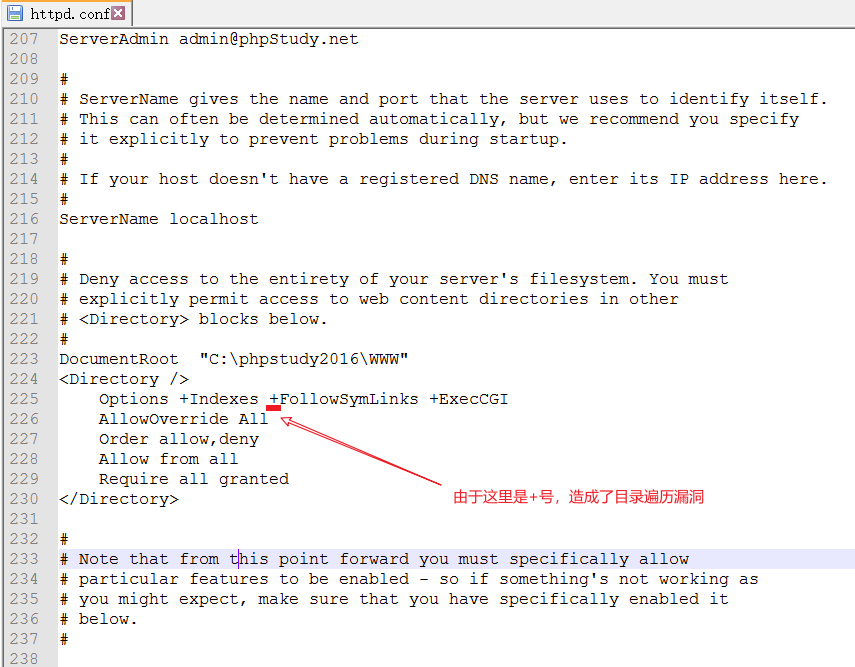 httpd.conf
207 ServerAdmin admin@phpStudy.net
208
209 #
210 # ServerName gives the name and port that the server uses to identify itself.
211 # This can often be determined automatically, but we recommend you specify
212 # it explicitly to prevent problems during startup.
213 #
214 # If your host doesn't have a registered DNS name, enter its IP address here.
215 #
216 ServerName localhost
217
218 #
219 # Deny access to the entirety of your server's filesystem. You must
220 # explicitly permit access to web content directories in other
221 # <Directory> blocks below.
222 #
223 DocumentRoot  "C:\phpstudy2016\WWW"
224 <Directory />
225     Options +Indexes +FollowSymLinks +ExecCGI
226     AllowOverride All
227     Order allow,deny
228     Allow from all
229     Require all granted
由于这里是+号，造成了目录遍历漏洞
230 </Directory>
231
232 #
233 # Note that from this point forward you must specifically allow
234 # particular features to be enabled - so if something's not working as
235 # you might expect, make sure that you have specifically enabled it
236 # below.
237 #
238